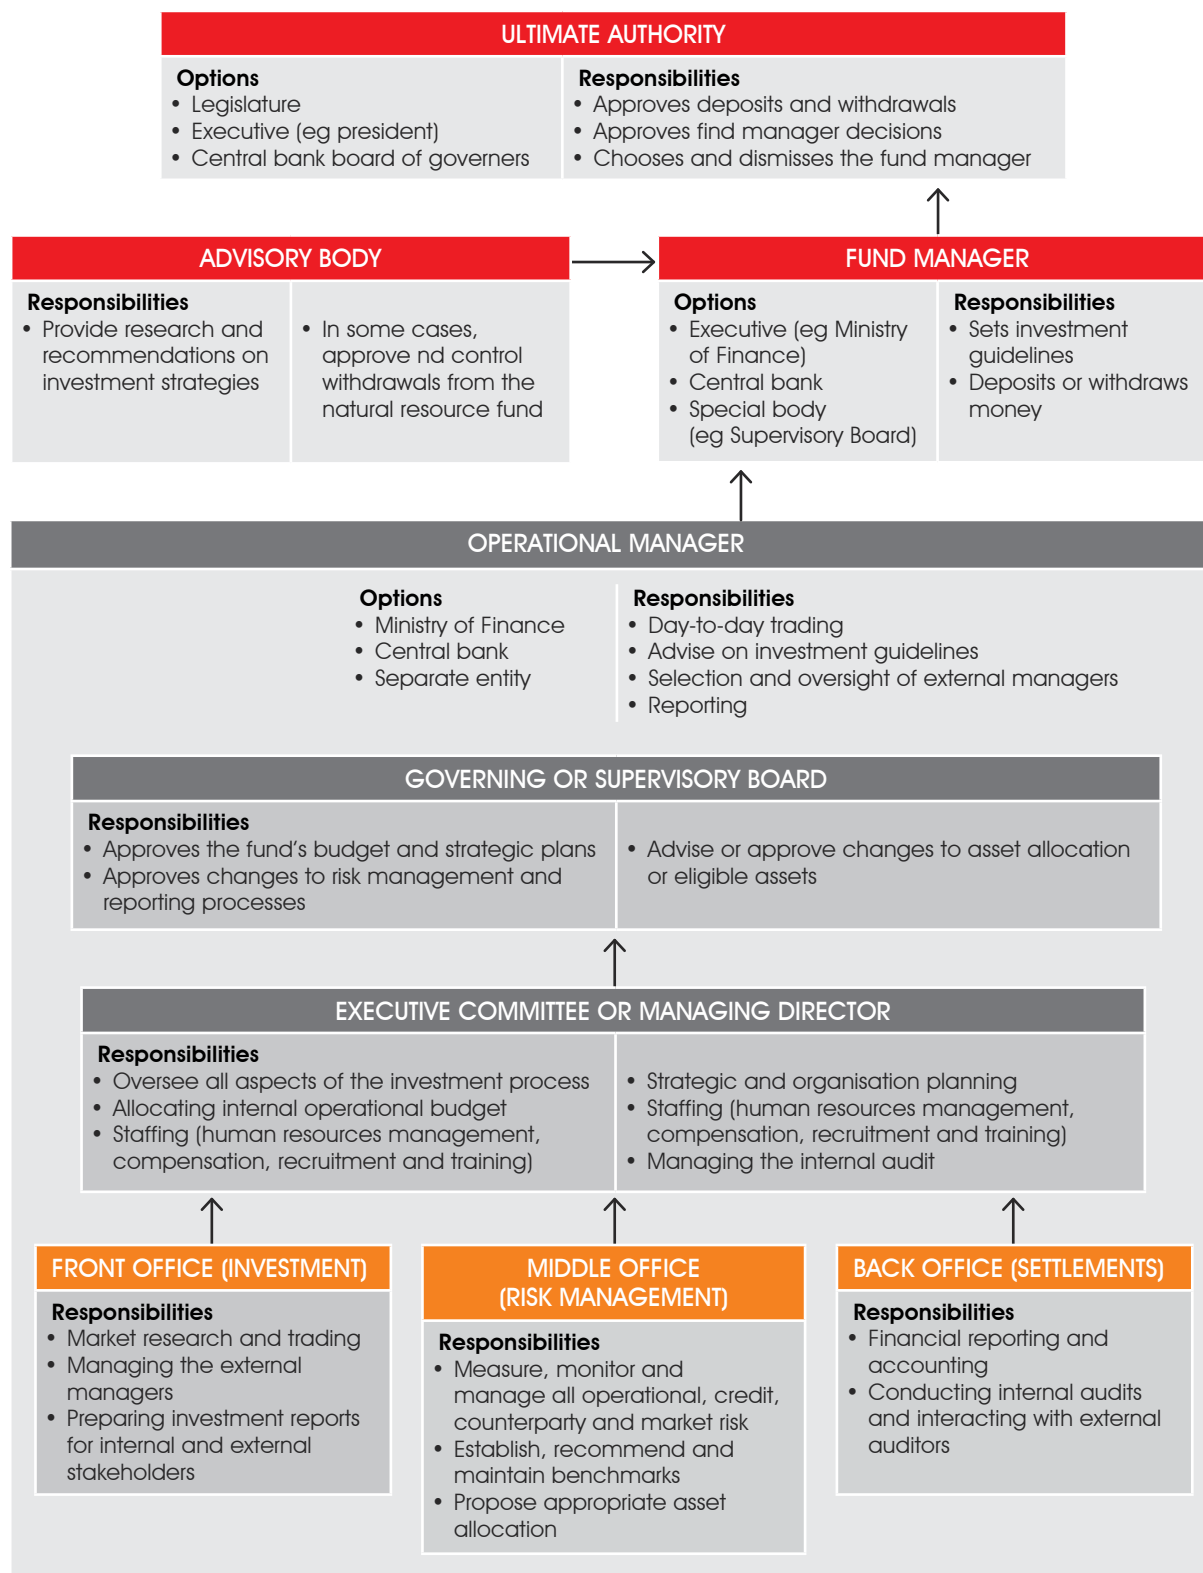 ULTIMATE AUTHORITY
Options
• Legislature
• Executive (eg president)
• Central bank board of governers
Responsibilities
• Approves deposits and withdrawals
• Approves find manager decisions
• Chooses and dismisses the fund manager
ADVISORY BODY
Responsibilities
• Provide research and
recommendations on
investment strategies
• In some cases,
approve nd control
withdrawals from the
natural resource fund
FUND MANAGER
Options
• Executive (eg Ministry
of Finance)
• Central bank
• Special body
(eg Supervisory Board)
Responsibilities
• Sets investment
guidelines
• Deposits or withdraws
money
OPERATIONAL MANAGER
Options
• Ministry of Finance
• Central bank
• Separate entity
Responsibilities
• Day-to-day trading
• Advise on investment guidelines
• Selection and oversight of external managers
• Reporting
GOVERNING OR SUPERVISORY BOARD
Responsibilities
• Approves the fund's budget and strategic plans
• Approves changes to risk management and
reporting processes
• Advise or approve changes to asset allocation
or eligible assets
EXECUTIVE COMMITTEE OR MANAGING DIRECTOR
Responsibilities
• Oversee all aspects of the investment process
• Allocating internal operational budget
• Staffing (human resources management,
compensation, recruitment and training)
• Strategic and organisation planning
• Staffing (human resources management,
compensation, recruitment and training)
• Managing the internal audit
FRONT OFFICE (INVESTMENT)
Responsibilities
• Market research and trading
• Managing the external
managers
• Preparing investment reports
for internal and external
stakeholders
MIDDLE OFFICE
(RISK MANAGEMENT)
Responsibilities
• Measure, monitor and
manage all operational, credit,
counterparty and market risk
• Establish, recommend and
maintain benchmarks
• Propose appropriate asset
allocation
BACK OFFICE (SETTLEMENTS)
Responsibilities
• Financial reporting and
accounting
• Conducting internal audits
and interacting with external
auditors